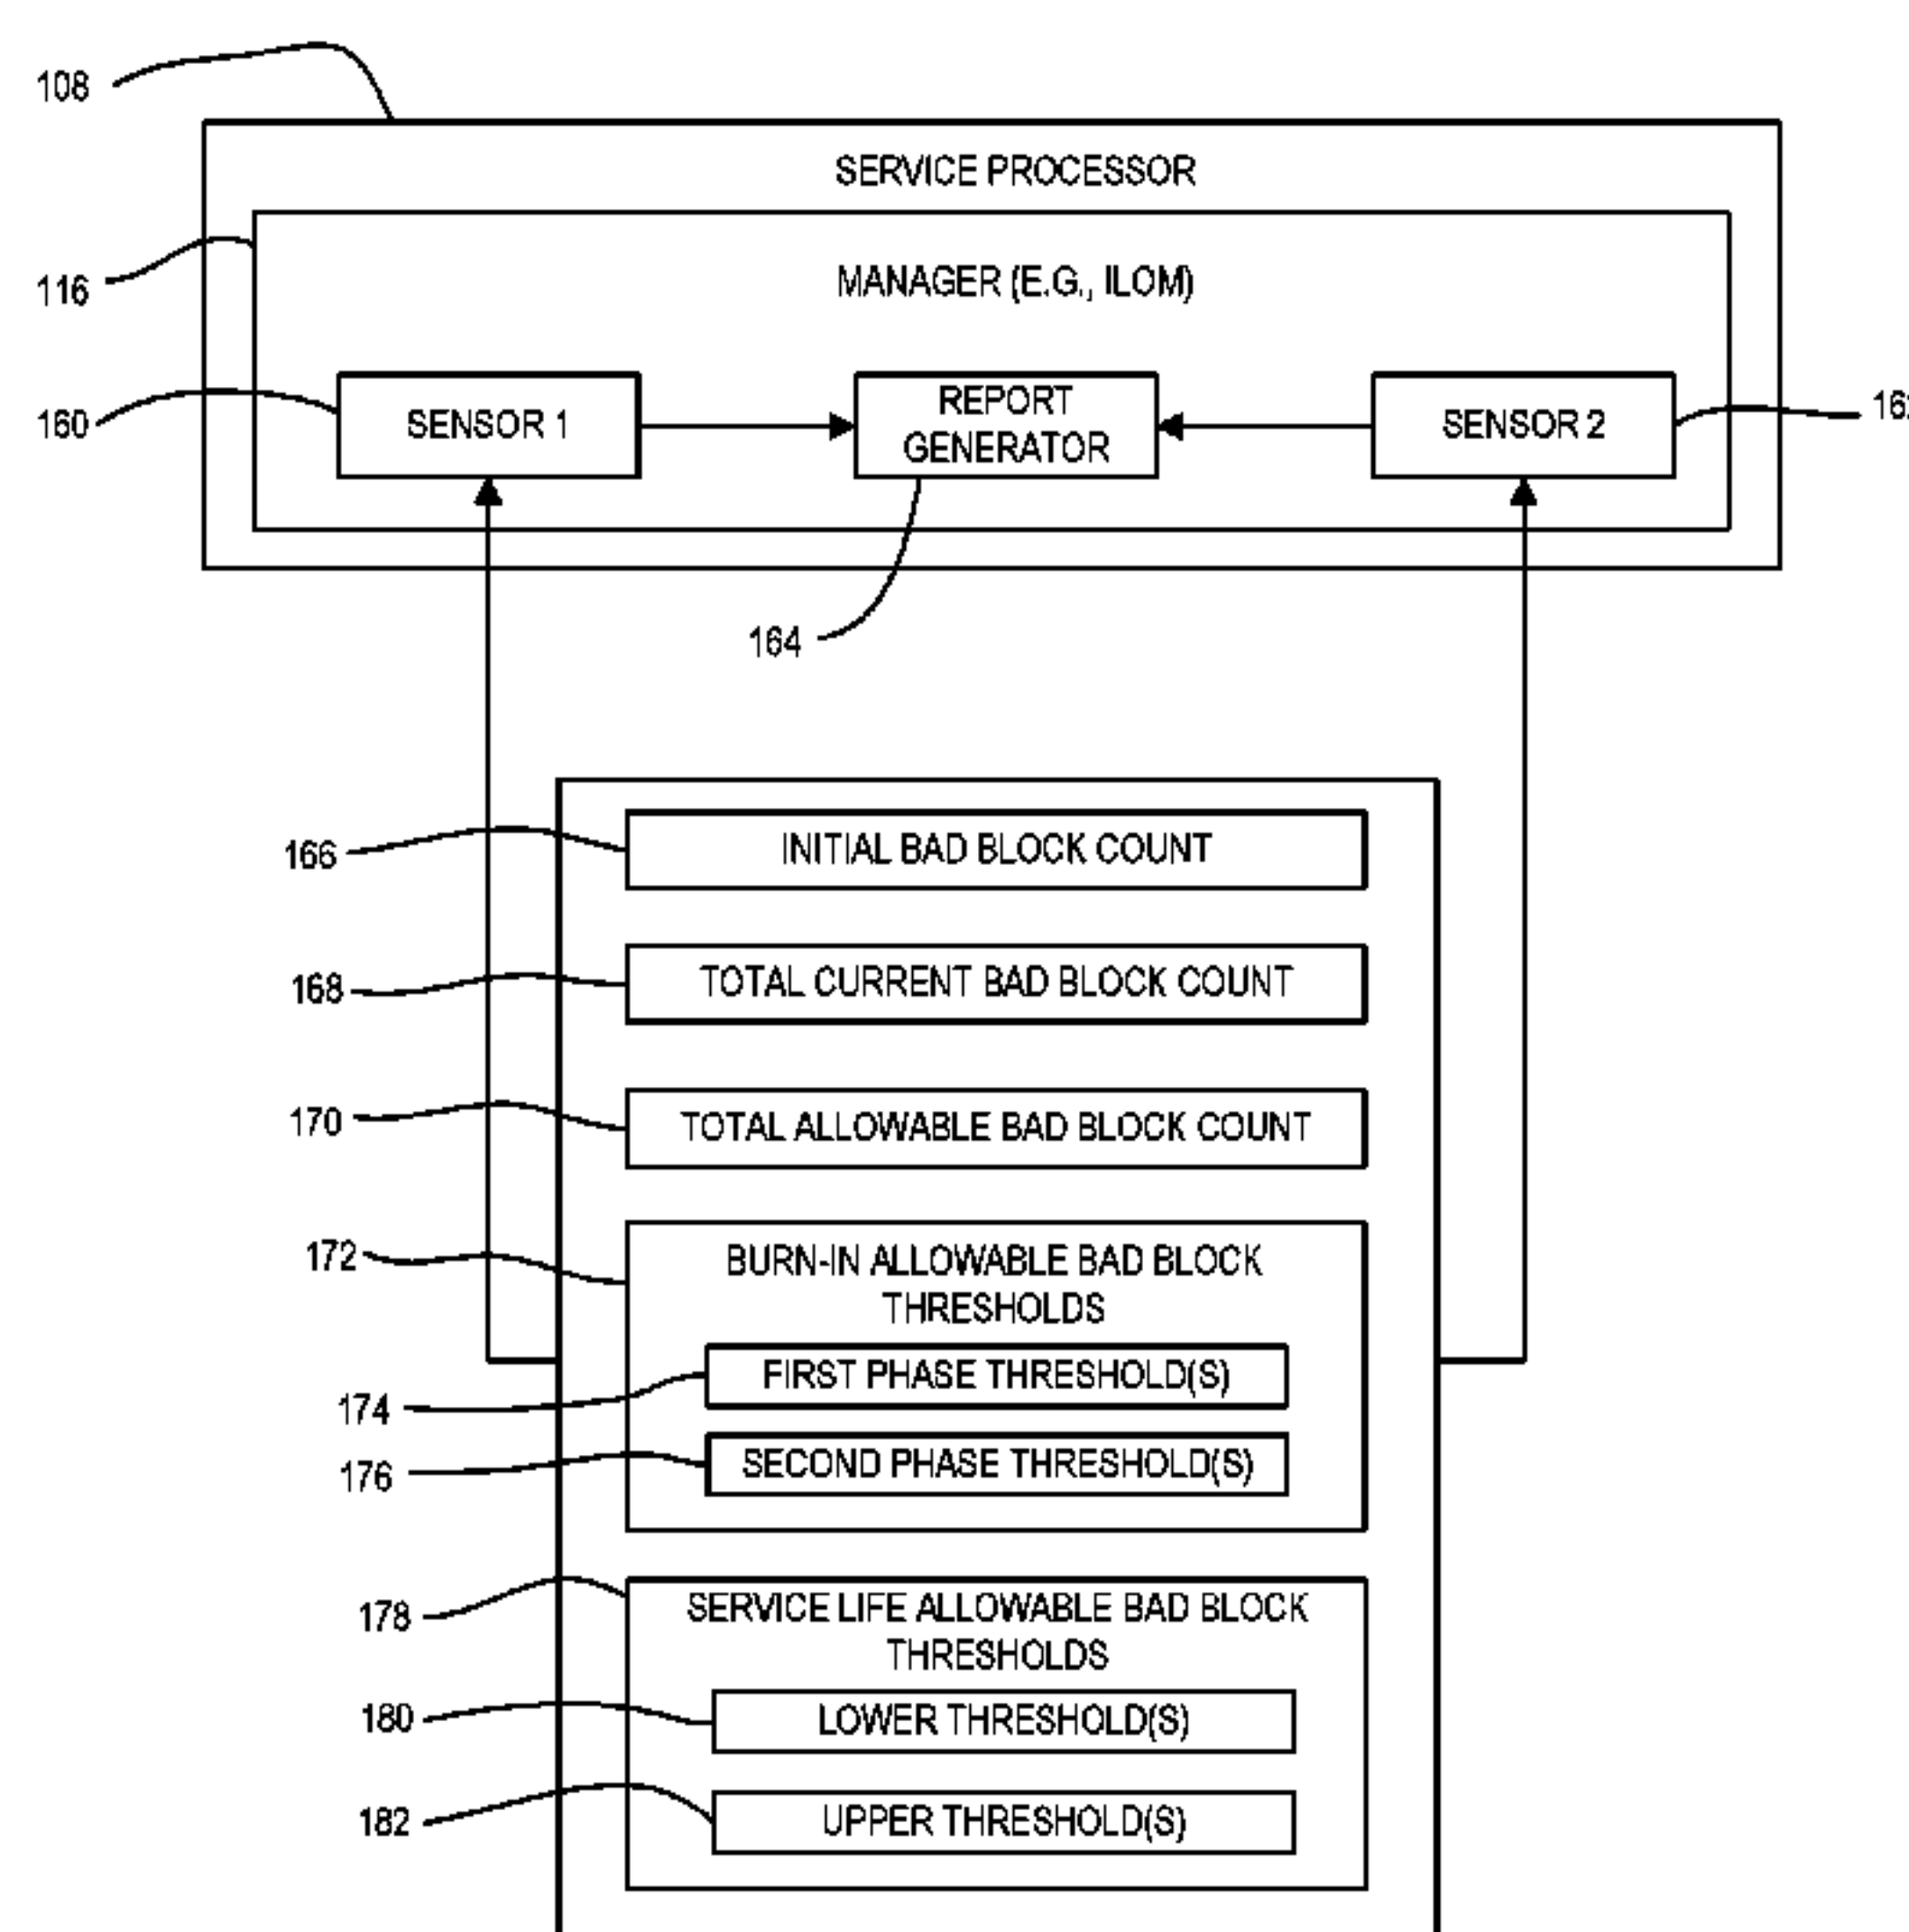 108
SERVICE PROCESSOR
116
MANAGER (E.G., ILOM)
160
SENSOR 1
REPORT
GENERATOR
SENSOR 2
164
166
INITIAL BAD BLOCK COUNT
168
TOTAL CURRENT BAD BLOCK COUNT
170
TOTAL ALLOWABLE BAD BLOCK COUNT
172
BURN-IN ALLOWABLE BAD BLOCK
THRESHOLDS
174
FIRST PHASE THRESHOLD(S)
176
SECOND PHASE THRESHOLD(S)
178
SERVICE LIFE ALLOWABLE BAD BLOCK
THRESHOLDS
180
LOWER THRESHOLD(S)
182
UPPER THRESHOLD(S)